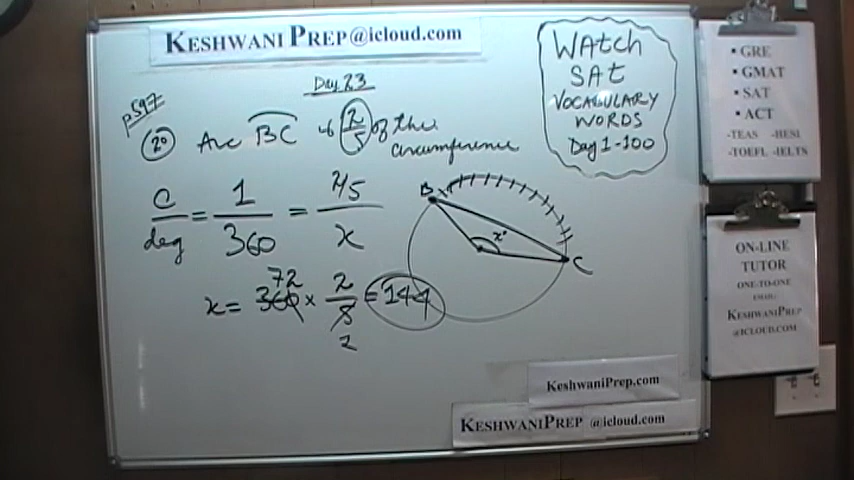 KESHWANI PREP@icloud.com
Day 23
p597
20 Arc BC is 2/5 of the
circumference
C/deg = 1/360 = 2/5/x
72
x = 360 × 2/5 = 144
B
x°
C
WAtch
SAt
VOCABULARY
WORDS
Day 1-100
▪ GRE
▪ GMAT
▪ SAT
▪ ACT
-TEAS -HESI
-TOEFL -IELTS
ON-LINE
TUTOR
ONE-TO-ONE
EMAIL:
KESHWANIPREP
@ICLOUD.COM
KESHWANIPREP.com
KESHWANIPREP @icloud.com